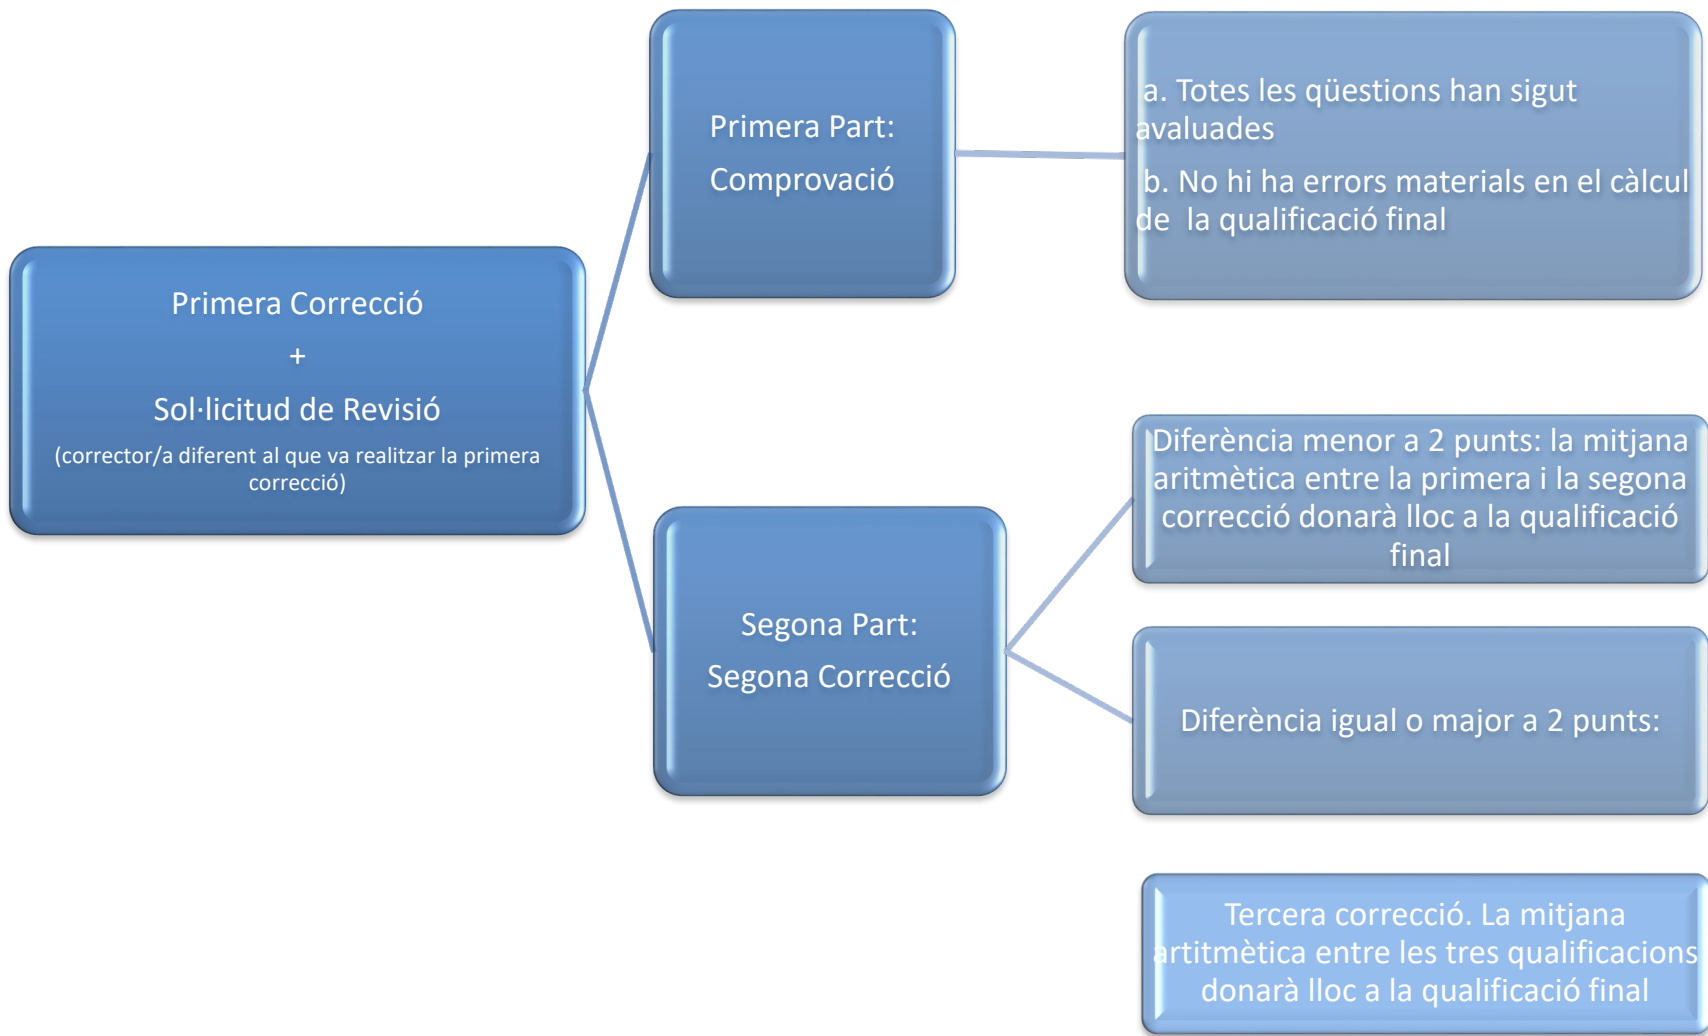 Primera Correcció
+
Sol·licitud de Revisió
(corrector/a diferent al que va realitzar la primera
correcció)
Primera Part:
Comprovació
a. Totes les qüestions han sigut
avaluades
b. No hi ha errors materials en el càlcul
de  la qualificació final
Segona Part:
Segona Correcció
Diferència menor a 2 punts: la mitjana
aritmètica entre la primera i la segona
correcció donarà lloc a la qualificació
final
Diferència igual o major a 2 punts:
Tercera correcció. La mitjana
artitmètica entre les tres qualificacions
donarà lloc a la qualificació final